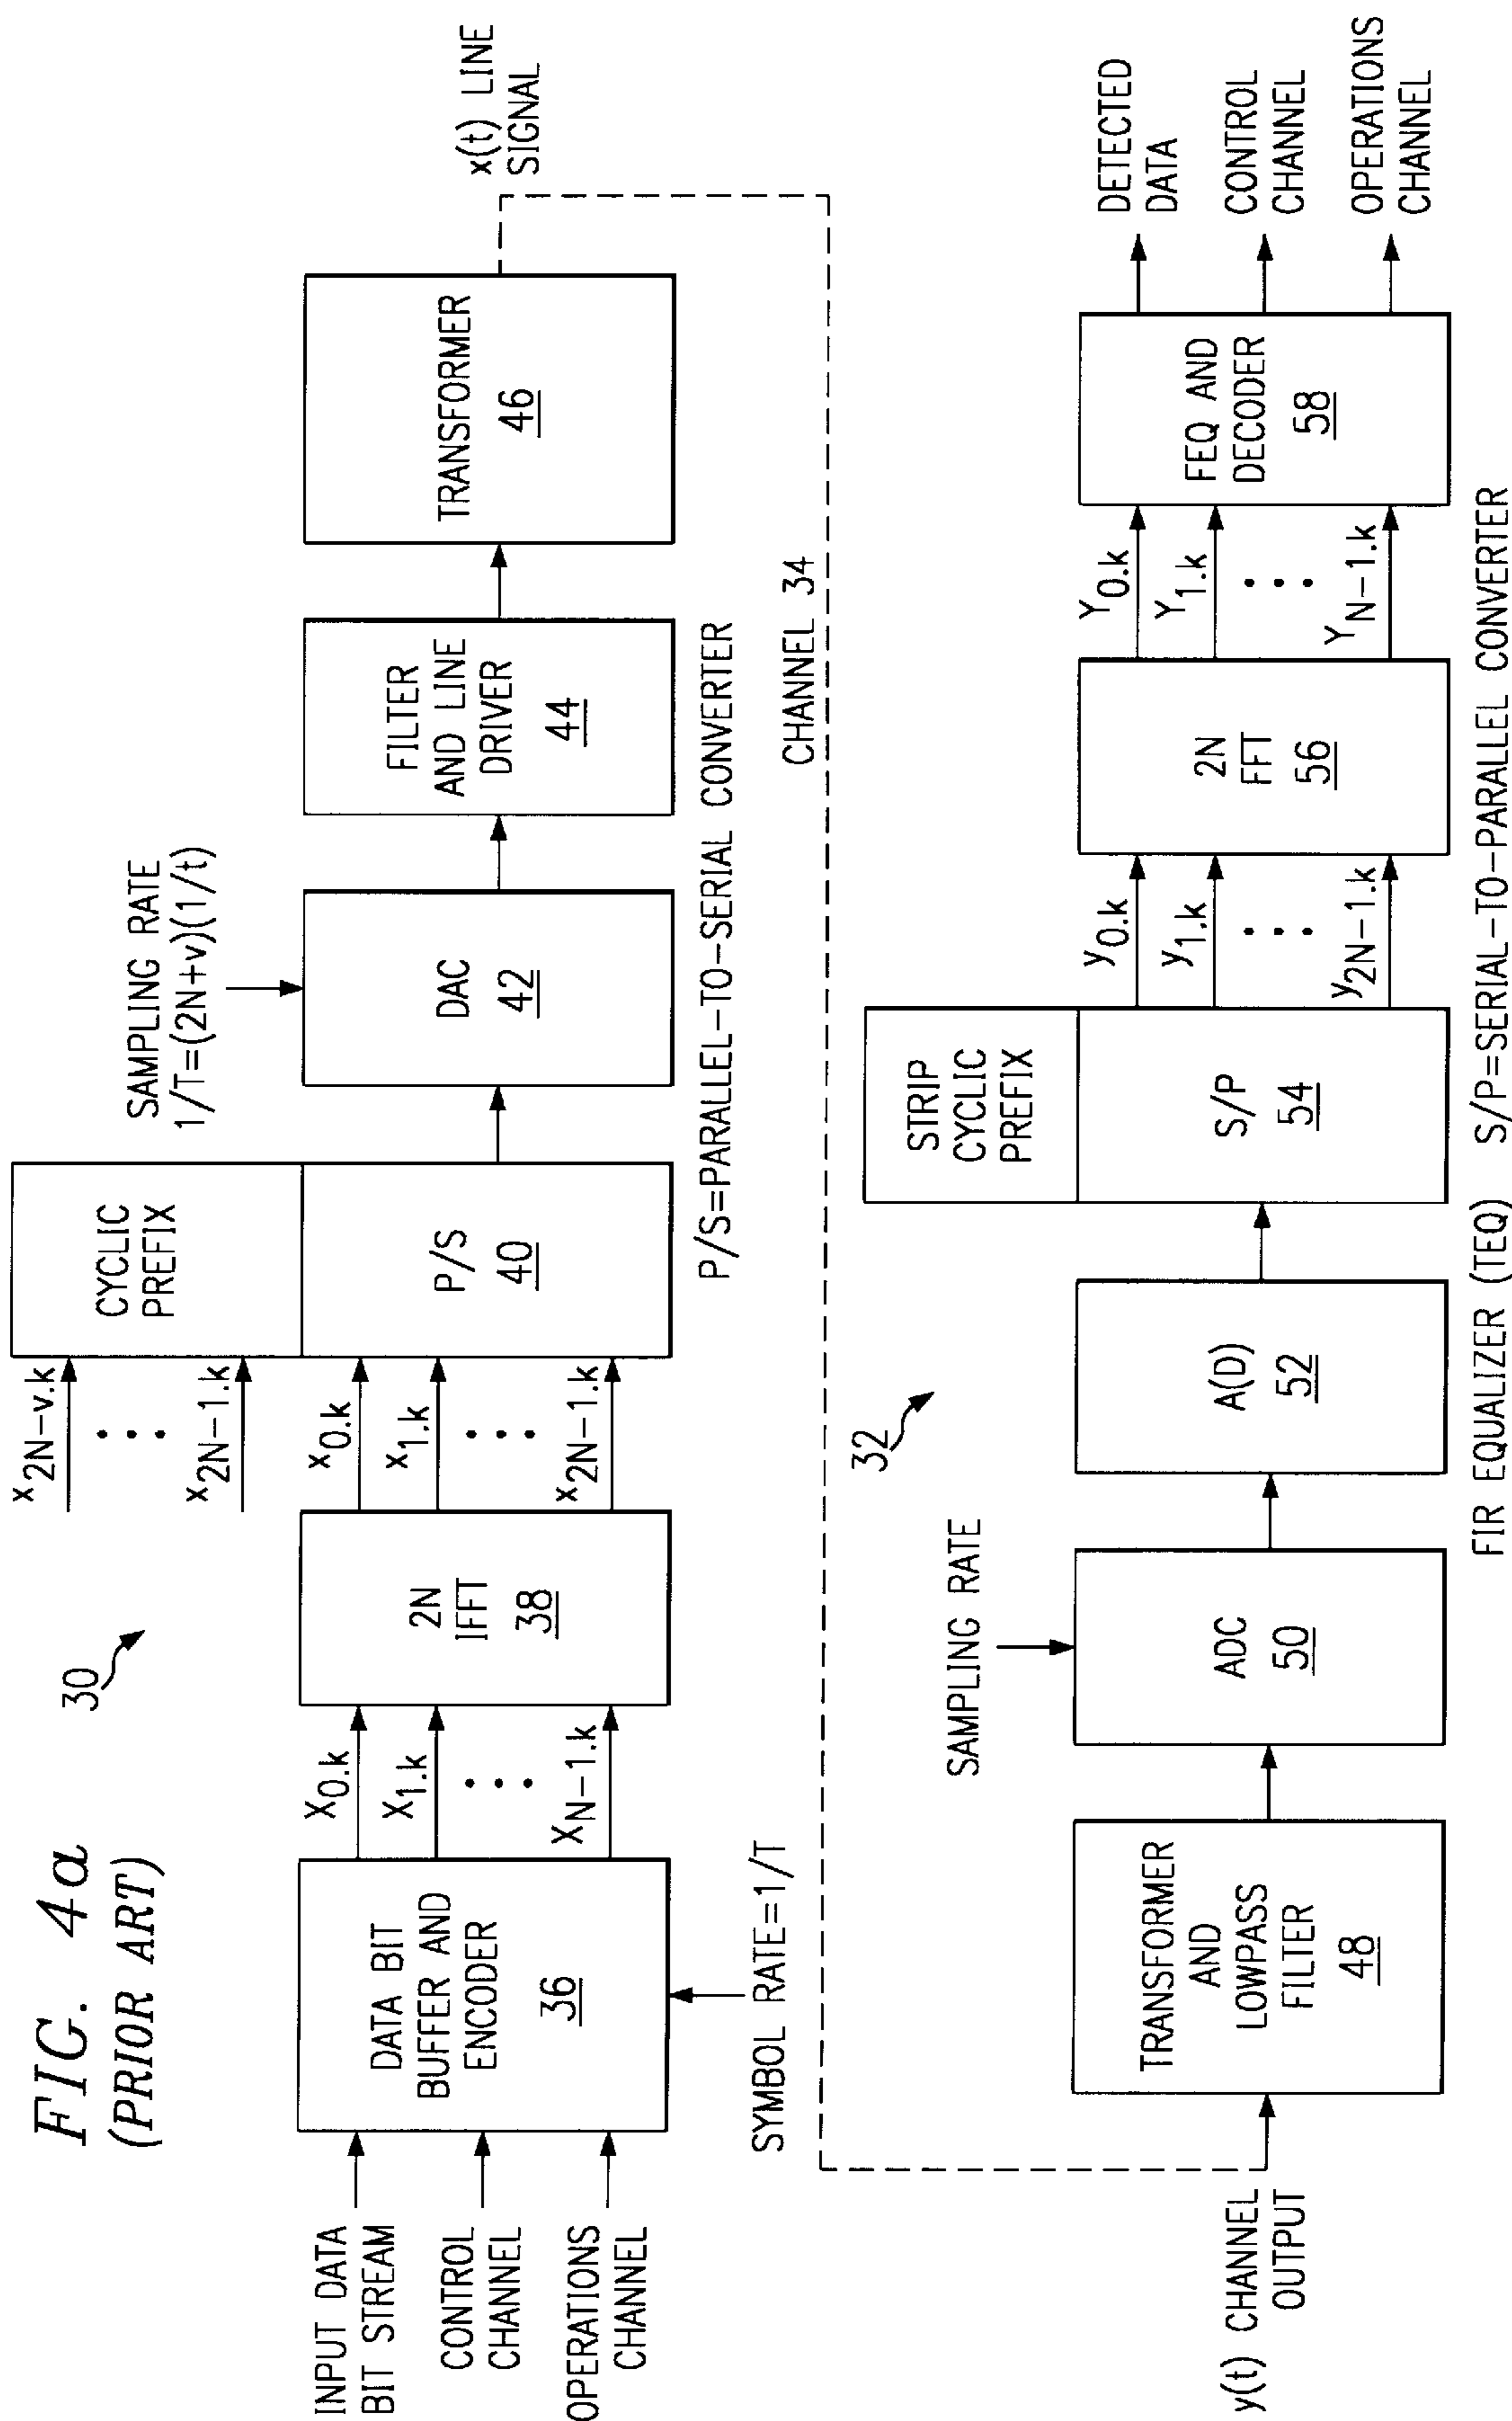 FIG. 4a
(PRIOR ART)
30
INPUT DATA
BIT STREAM
CONTROL
CHANNEL
OPERATIONS
CHANNEL
DATA BIT
BUFFER AND
ENCODER
36
SYMBOL RATE=1/T
X0.k
X1.k
XN-1.k
2N
IFFT
38
x2N-v.k
x2N-1.k
x0.k
x1.k
x2N-1.k
CYCLIC
PREFIX
P/S
40
SAMPLING RATE
1/T=(2N+v)(1/t)
DAC
42
FILTER
AND LINE
DRIVER
44
TRANSFORMER
46
x(t) LINE
SIGNAL
P/S=PARALLEL-TO-SERIAL CONVERTER
CHANNEL 34
32
y(t) CHANNEL
OUTPUT
TRANSFORMER
AND
LOWPASS
FILTER
48
SAMPLING RATE
ADC
50
A(D)
52
STRIP
CYCLIC
PREFIX
S/P
54
y0.k
y1.k
y2N-1.k
2N
FFT
56
Y0.k
Y1.k
YN-1.k
FEQ AND
DECODER
58
DETECTED
DATA
CONTROL
CHANNEL
OPERATIONS
CHANNEL
FIR EQUALIZER (TEQ)
S/P=SERIAL-TO-PARALLEL CONVERTER